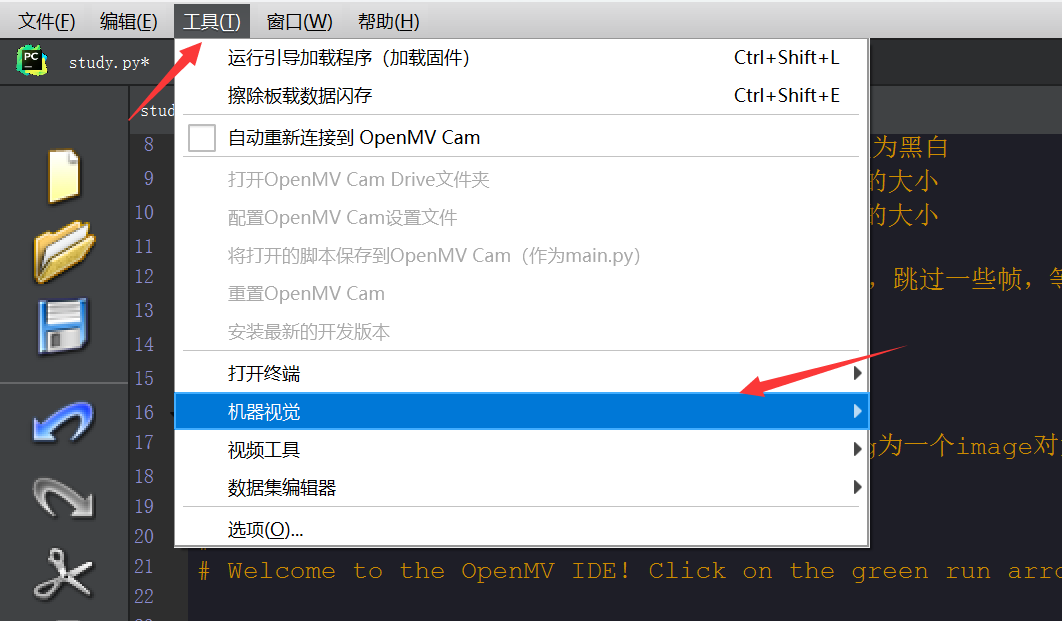 文件(F) 编辑(E) 工具(T) 窗口(W) 帮助(H)
PC study.py*
运行引导加载程序（加载固件） Ctrl+Shift+L
擦除板载数据闪存 Ctrl+Shift+E
stud
自动重新连接到 OpenMV Cam
8 为黑白
打开OpenMV Cam Drive文件夹
9 的大小
配置OpenMV Cam设置文件
10 的大小
11
将打开的脚本保存到OpenMV Cam（作为main.py）
12 ，跳过一些帧，等
重置OpenMV Cam
13
安装最新的开发版本
14
打开终端
15
机器视觉
16
17 g为一个image对
视频工具
18
数据集编辑器
19
选项(O)...
20
21 # Welcome to the OpenMV IDE! Click on the green run arro
22